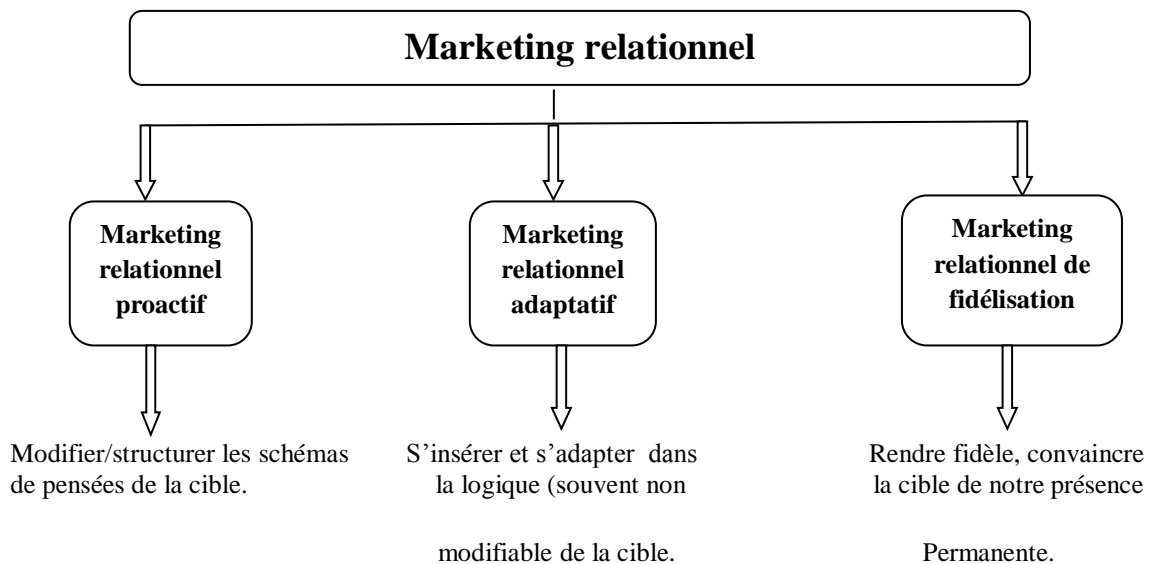 Marketing relationnel
Marketing
relationnel
proactif
Marketing
relationnel
adaptatif
Marketing
relationnel de
fidélisation
Modifier/structurer les schémas
de pensées de la cible.
S’insérer et s’adapter dans
la logique (souvent non
modifiable de la cible.
Rendre fidèle, convaincre
la cible de notre présence
Permanente.